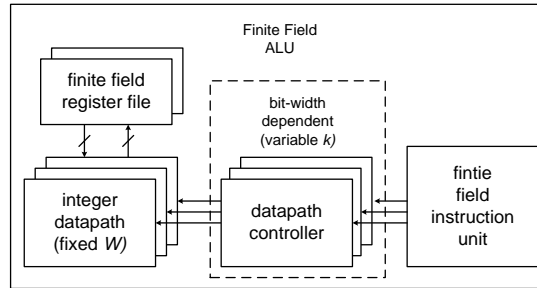 Finite Field
ALU
finite field
register file
bit-width
dependent
(variable k)
integer
datapath
(fixed W)
datapath
controller
fintie
field
instruction
unit